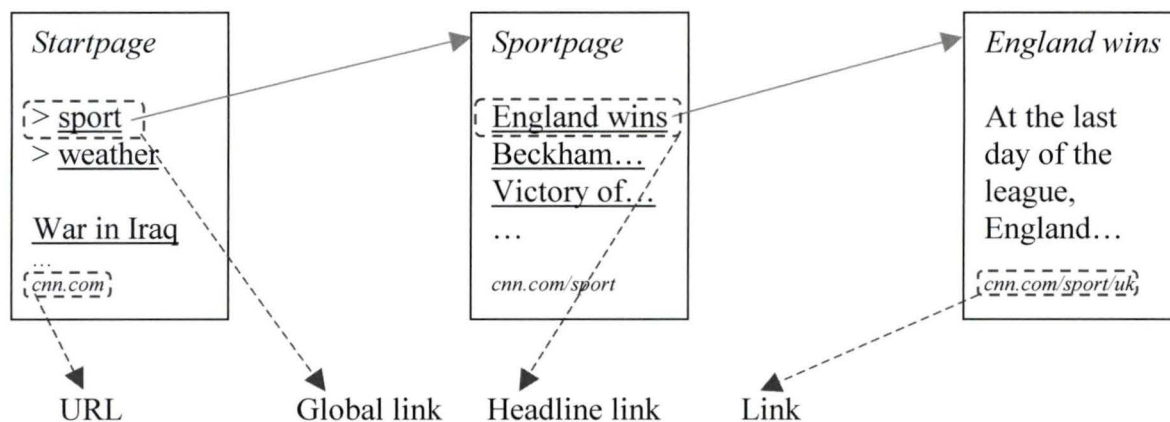 Startpage
> sport
> weather
War in Iraq
...
cnn.com
Sportpage
England wins
Beckham...
Victory of...
...
cnn.com/sport
England wins
At the last
day of the
league,
England...
cnn.com/sport/uk
URL
Global link
Headline link
Link